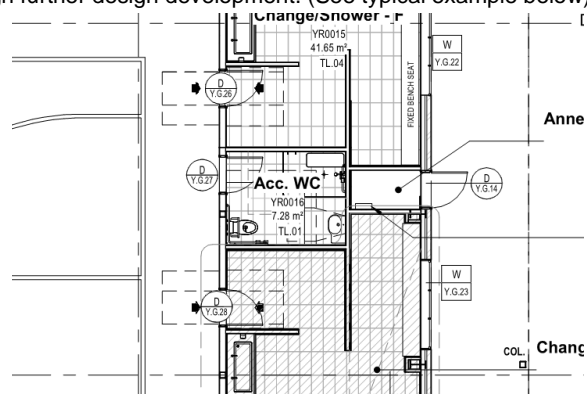 gn further design development. (See typical example below)
Change/Shower - F
YR0015
41.65 m²
TL.04
W
Y.G.22
FIXED BENCH SEAT
D
Y.G.26
Anne
D
Y.G.27
Acc. WC
YR0016
7.28 m²
TL.01
D
Y.G.14
W
Y.G.23
D
Y.G.28
COL.
Chang